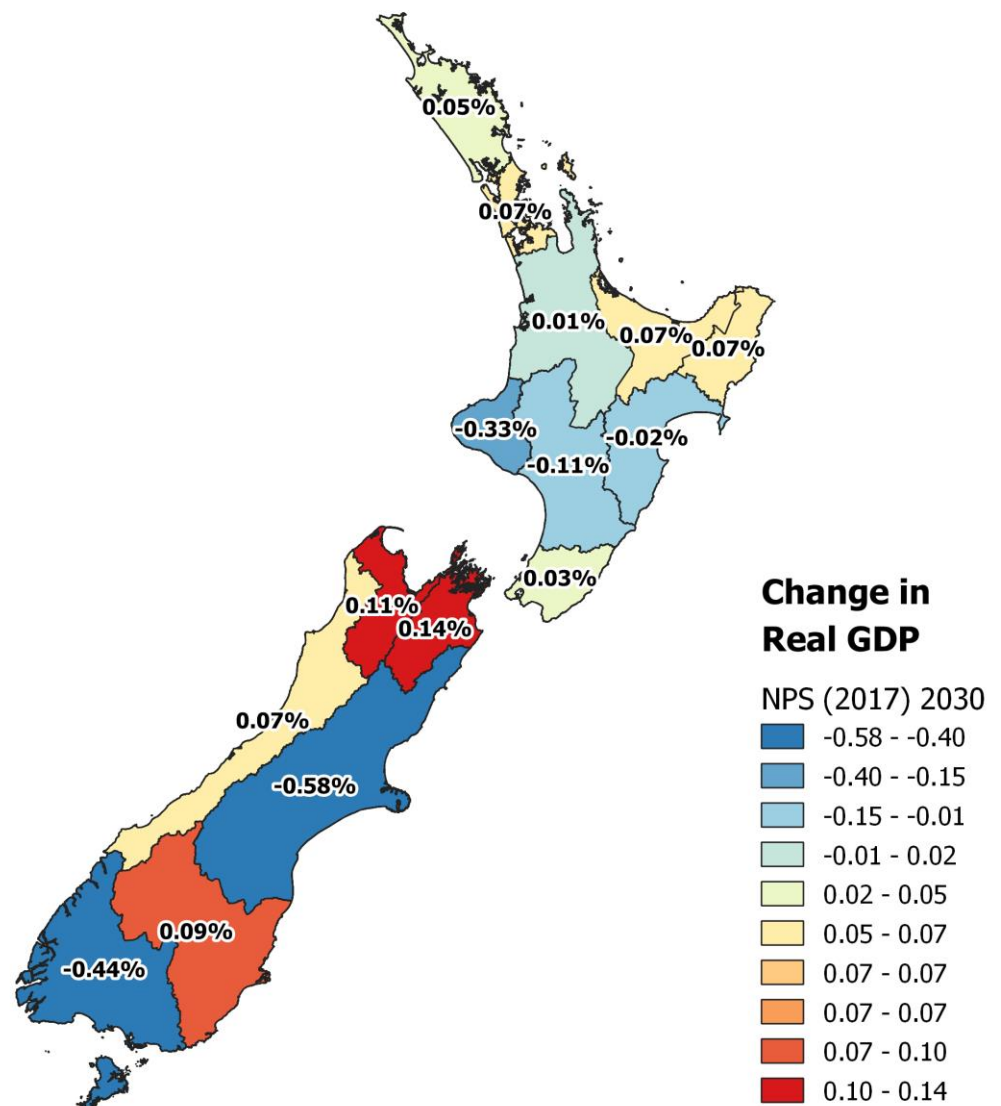 0.05%
0.07%
0.01%
0.07%
0.07%
-0.33%
-0.02%
-0.11%
0.03%
0.11%
0.14%
0.07%
-0.58%
0.09%
-0.44%
Change in
Real GDP
NPS (2017) 2030
-0.58 - -0.40
-0.40 - -0.15
-0.15 - -0.01
-0.01 - 0.02
0.02 - 0.05
0.05 - 0.07
0.07 - 0.07
0.07 - 0.07
0.07 - 0.10
0.10 - 0.14